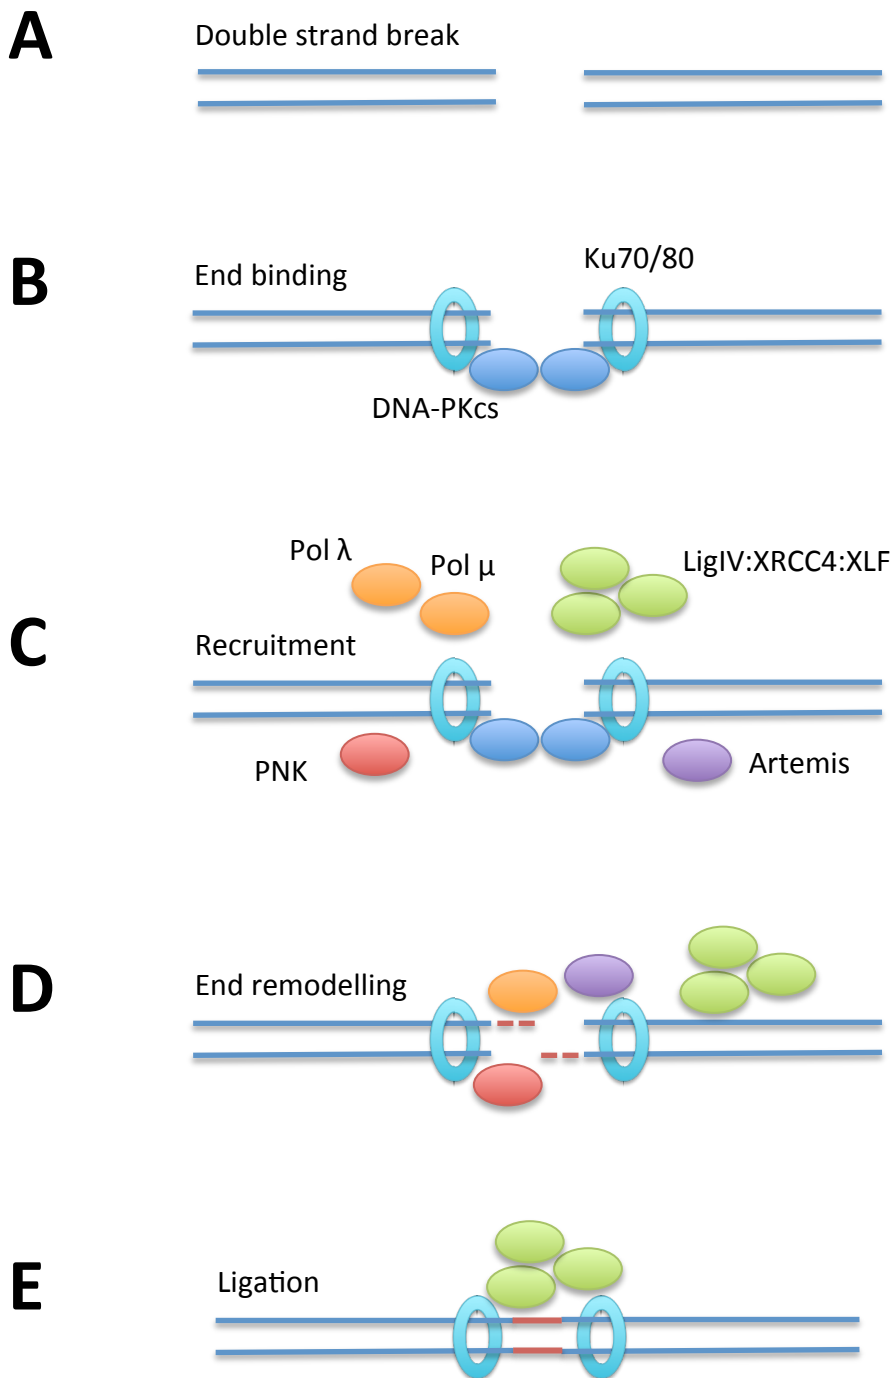 A
Double strand break
B
End binding
Ku70/80
DNA-PKcs
C
Pol λ
Pol μ
LigIV:XRCC4:XLF
Recruitment
PNK
Artemis
D
End remodelling
E
Ligation